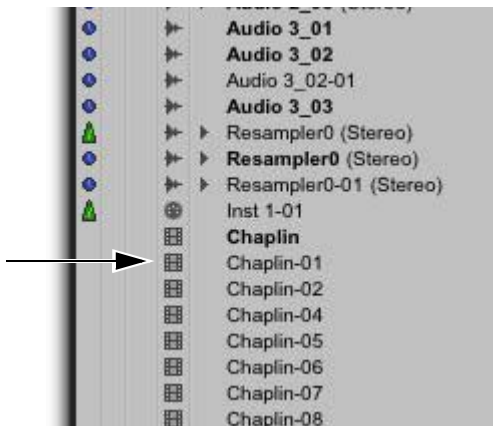 Audio 3_01
Audio 3_02
Audio 3_02-01
Audio 3_03
Resampler0 (Stereo)
Resampler0 (Stereo)
Resampler0-01 (Stereo)
Inst 1-01
Chaplin
Chaplin-01
Chaplin-02
Chaplin-04
Chaplin-05
Chaplin-06
Chaplin-07
Chaplin-08